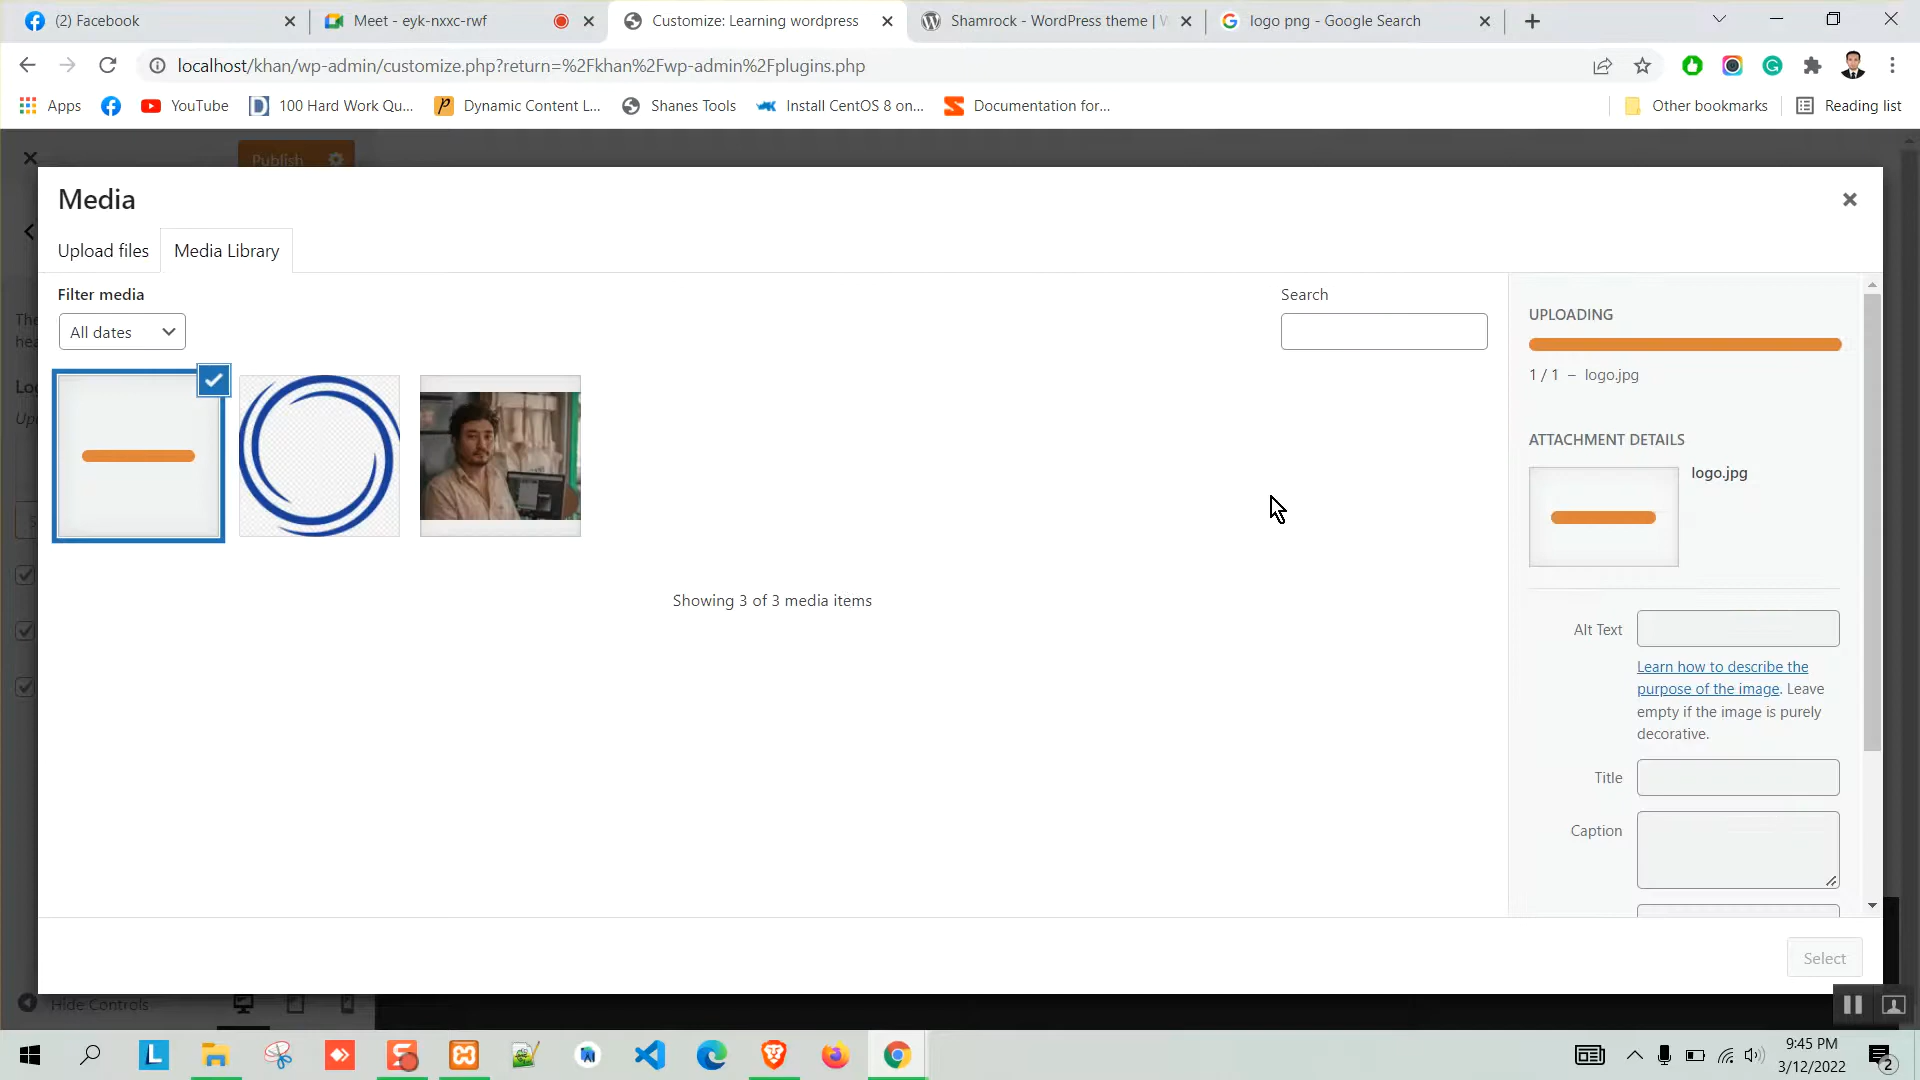 (2) Facebook
Meet - eyk-nxxc-rwf
Customize: Learning wordpress
Shamrock - WordPress theme | W
logo png - Google Search
localhost/khan/wp-admin/customize.php?return=%2Fkhan%2Fwp-admin%2Fplugins.php
Apps
YouTube
100 Hard Work Qu...
Dynamic Content L...
Shanes Tools
Install CentOS 8 on...
Documentation for...
Other bookmarks
Reading list
Publish
Media
Upload files
Media Library
Filter media
All dates
Search
Showing 3 of 3 media items
UPLOADING
1 / 1 – logo.jpg
ATTACHMENT DETAILS
logo.jpg
Alt Text
Learn how to describe the
purpose of the image. Leave
empty if the image is purely
decorative.
Title
Caption
Select
Hide Controls
9:45 PM
3/12/2022
2